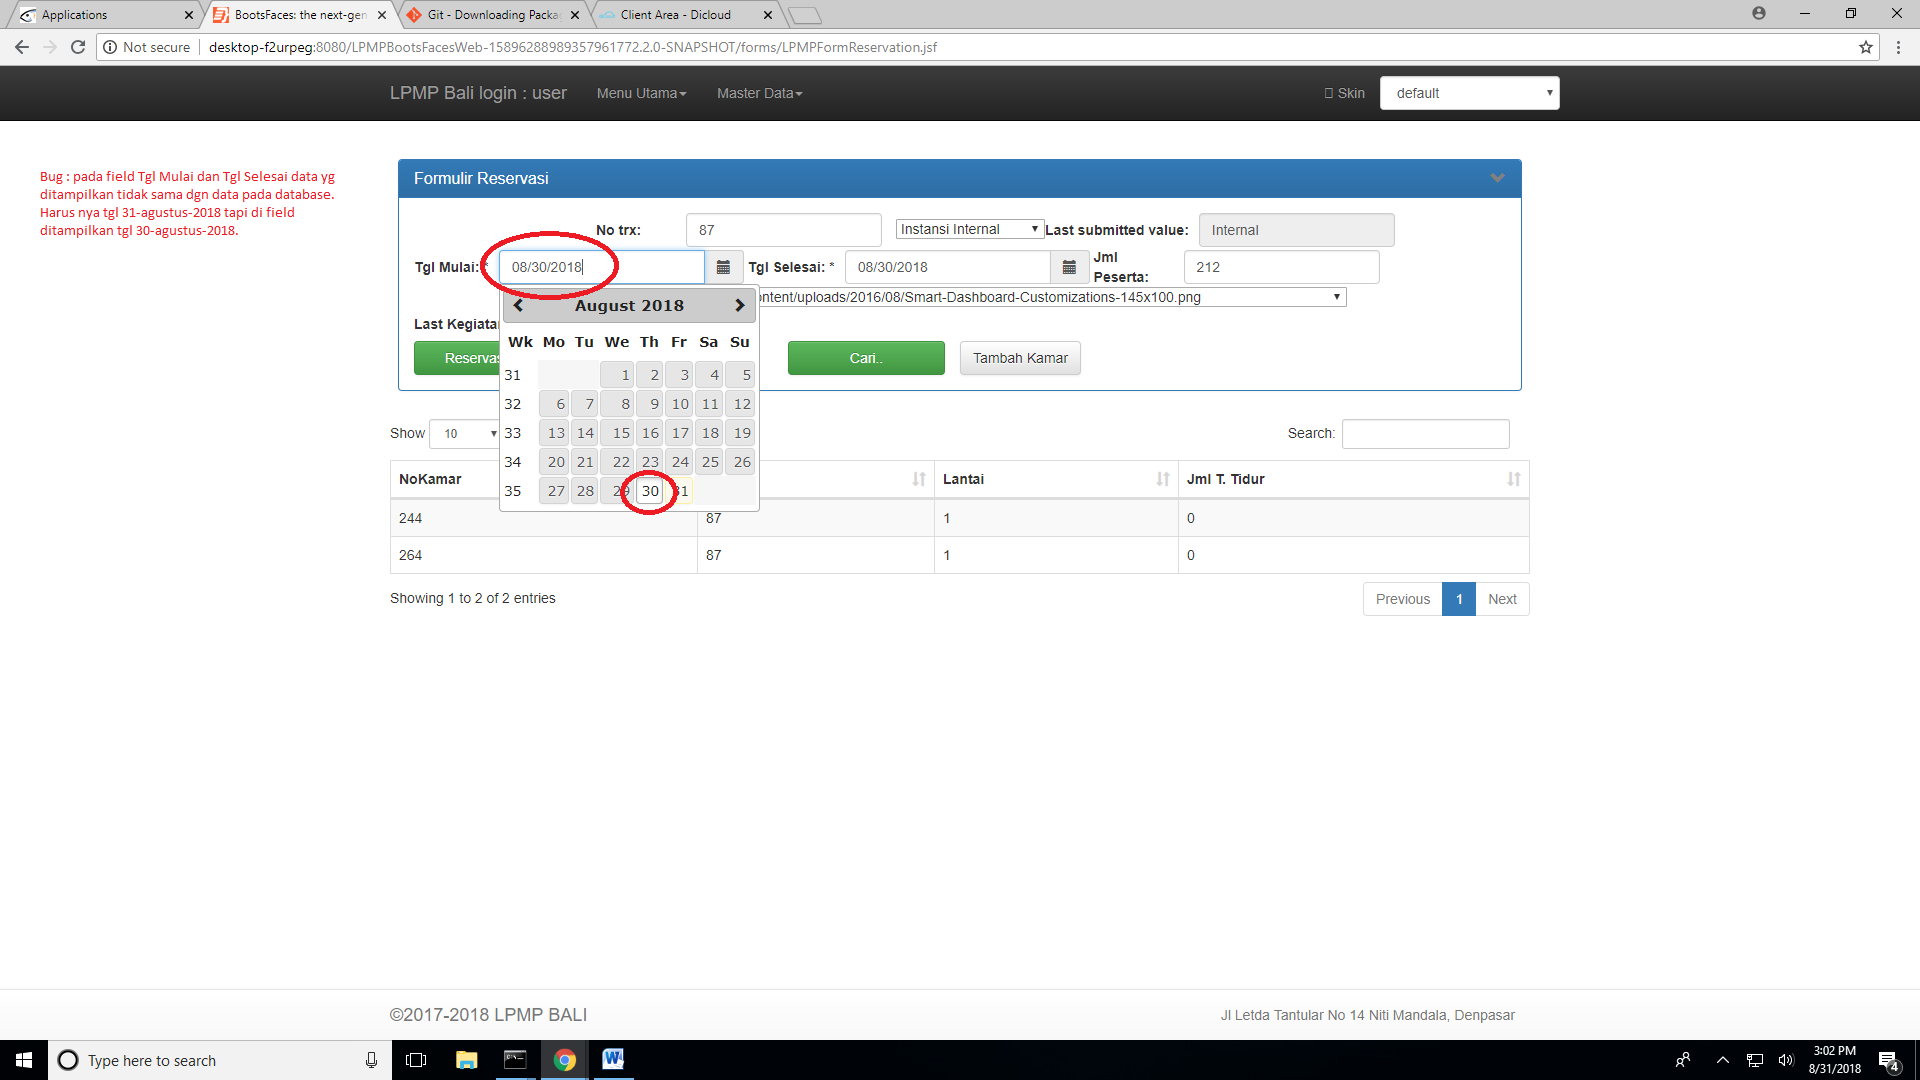 Applications
BootsFaces: the next-gen
Git - Downloading Packa
Client Area - Dicloud
Not secure
desktop-f2urpeg:8080/LPMPBootsFacesWeb-15896288989357961772.2.0-SNAPSHOT/forms/LPMPFormReservation.jsf
LPMP Bali login : user
Menu Utama
Master Data
Skin
default
Bug : pada field Tgl Mulai dan Tgl Selesai data yg
ditampilkan tidak sama dgn data pada database.
Harus nya tgl 31-agustus-2018 tapi di field
ditampilkan tgl 30-agustus-2018.
Formulir Reservasi
No trx: 87 Instansi Internal Last submitted value: Internal
Tgl Mulai: * 08/30/2018 Tgl Selesai: * 08/30/2018 Jml Peserta: 212
ontent/uploads/2016/08/Smart-Dashboard-Customizations-145x100.png
Last Kegiata
Reservas Cari.. Tambah Kamar
August 2018
Wk Mo Tu We Th Fr Sa Su
31 1 2 3 4 5
32 6 7 8 9 10 11 12
33 13 14 15 16 17 18 19
34 20 21 22 23 24 25 26
35 27 28 29 30 31
Show 10 Search:
NoKamar Lantai Jml T. Tidur
244 87 1 0
264 87 1 0
Showing 1 to 2 of 2 entries
Previous 1 Next
©2017-2018 LPMP BALI
Jl Letda Tantular No 14 Niti Mandala, Denpasar
Type here to search
3:02 PM
8/31/2018
4